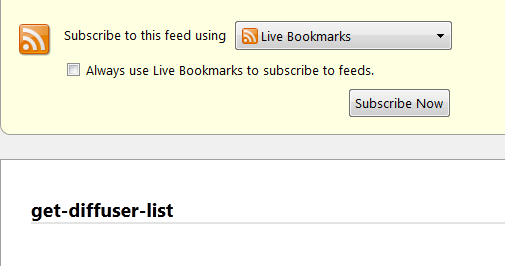 Subscribe to this feed using Live Bookmarks
Always use Live Bookmarks to subscribe to feeds.
Subscribe Now
get-diffuser-list